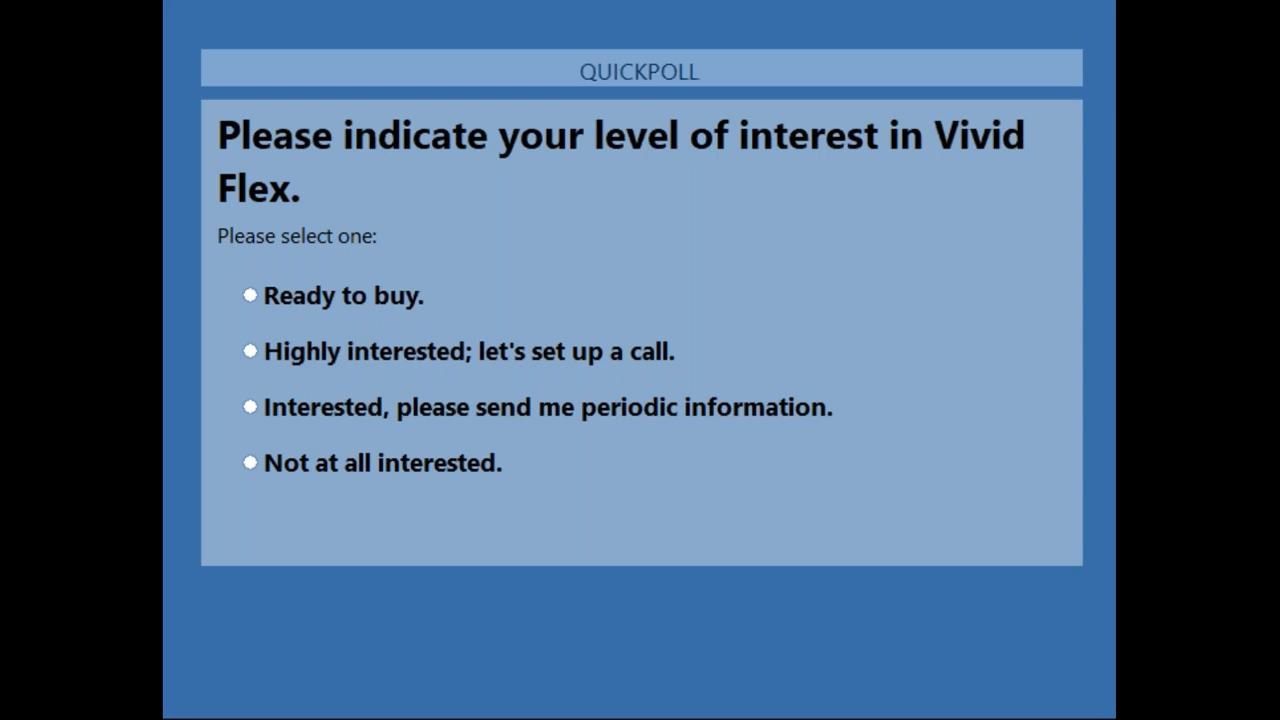 QUICKPOLL
Please indicate your level of interest in Vivid
Flex.
Please select one:
Ready to buy.
Highly interested; let's set up a call.
Interested, please send me periodic information.
Not at all interested.